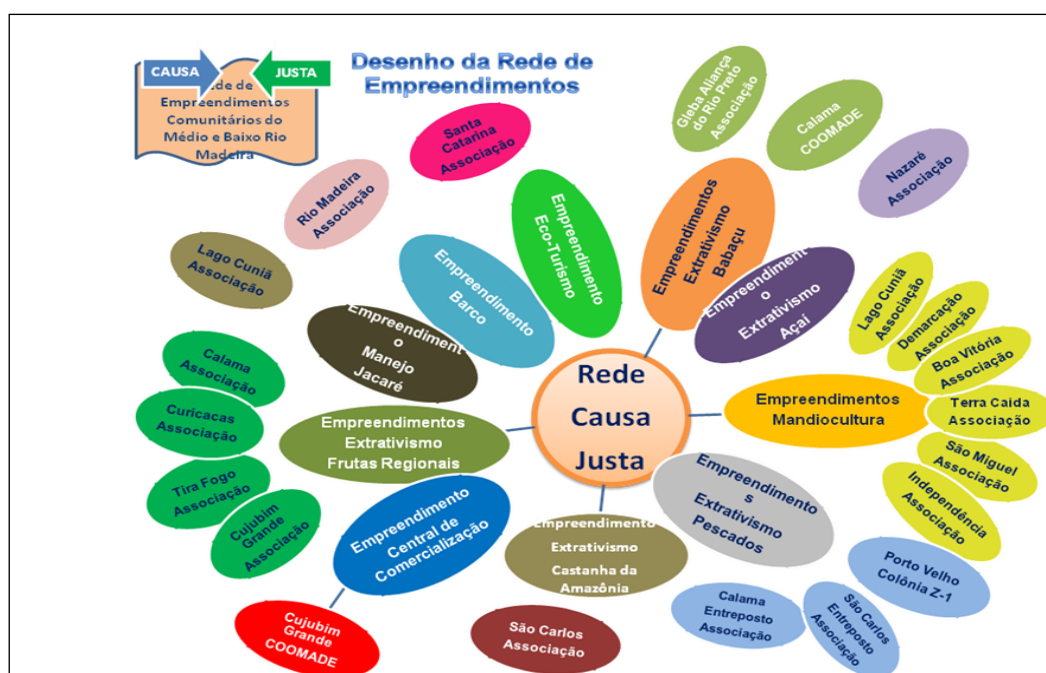 CAUSA
JUSTA
ede de
Empreendimentos
Comunitários do
Médio e Baixo Rio
Madeira
Desenho da Rede de
Empreendimentos
Gleba Aliança
do Rio Preto
Associação
Calama
COOMADE
Nazaré
Associação
Santa
Catarina
Associação
Rio Madeira
Associação
Lago Cuniã
Associação
Empreendimento
Eco-Turismo
Empreendimentos
Extrativismo
Babaçu
Empreendiment
o
Extrativismo
Açaí
Empreendimento
Barco
Empreendiment
o
Manejo
Jacaré
Lago Cuniã
Associação
Demarcação
Associação
Boa Vitória
Associação
Terra Caida
Associação
São Miguel
Associação
Independência
Associação
Calama
Associação
Curicacas
Associação
Tira Fogo
Associação
Cujubim
Grande
Associação
Empreendimentos
Extrativismo
Frutas Regionais
Rede
Causa
Justa
Empreendimentos
Mandiocultura
Empreendimento
s
Extrativismo
Pescados
Empreendimento
Central de
Comercialização
Empreendimento
Extrativismo
Castanha da
Amazônia
Porto Velho
Colônia Z-1
São Carlos
Entreposto
Associação
Calama
Entreposto
Associação
São Carlos
Associação
Cujubim
Grande
COOMADE